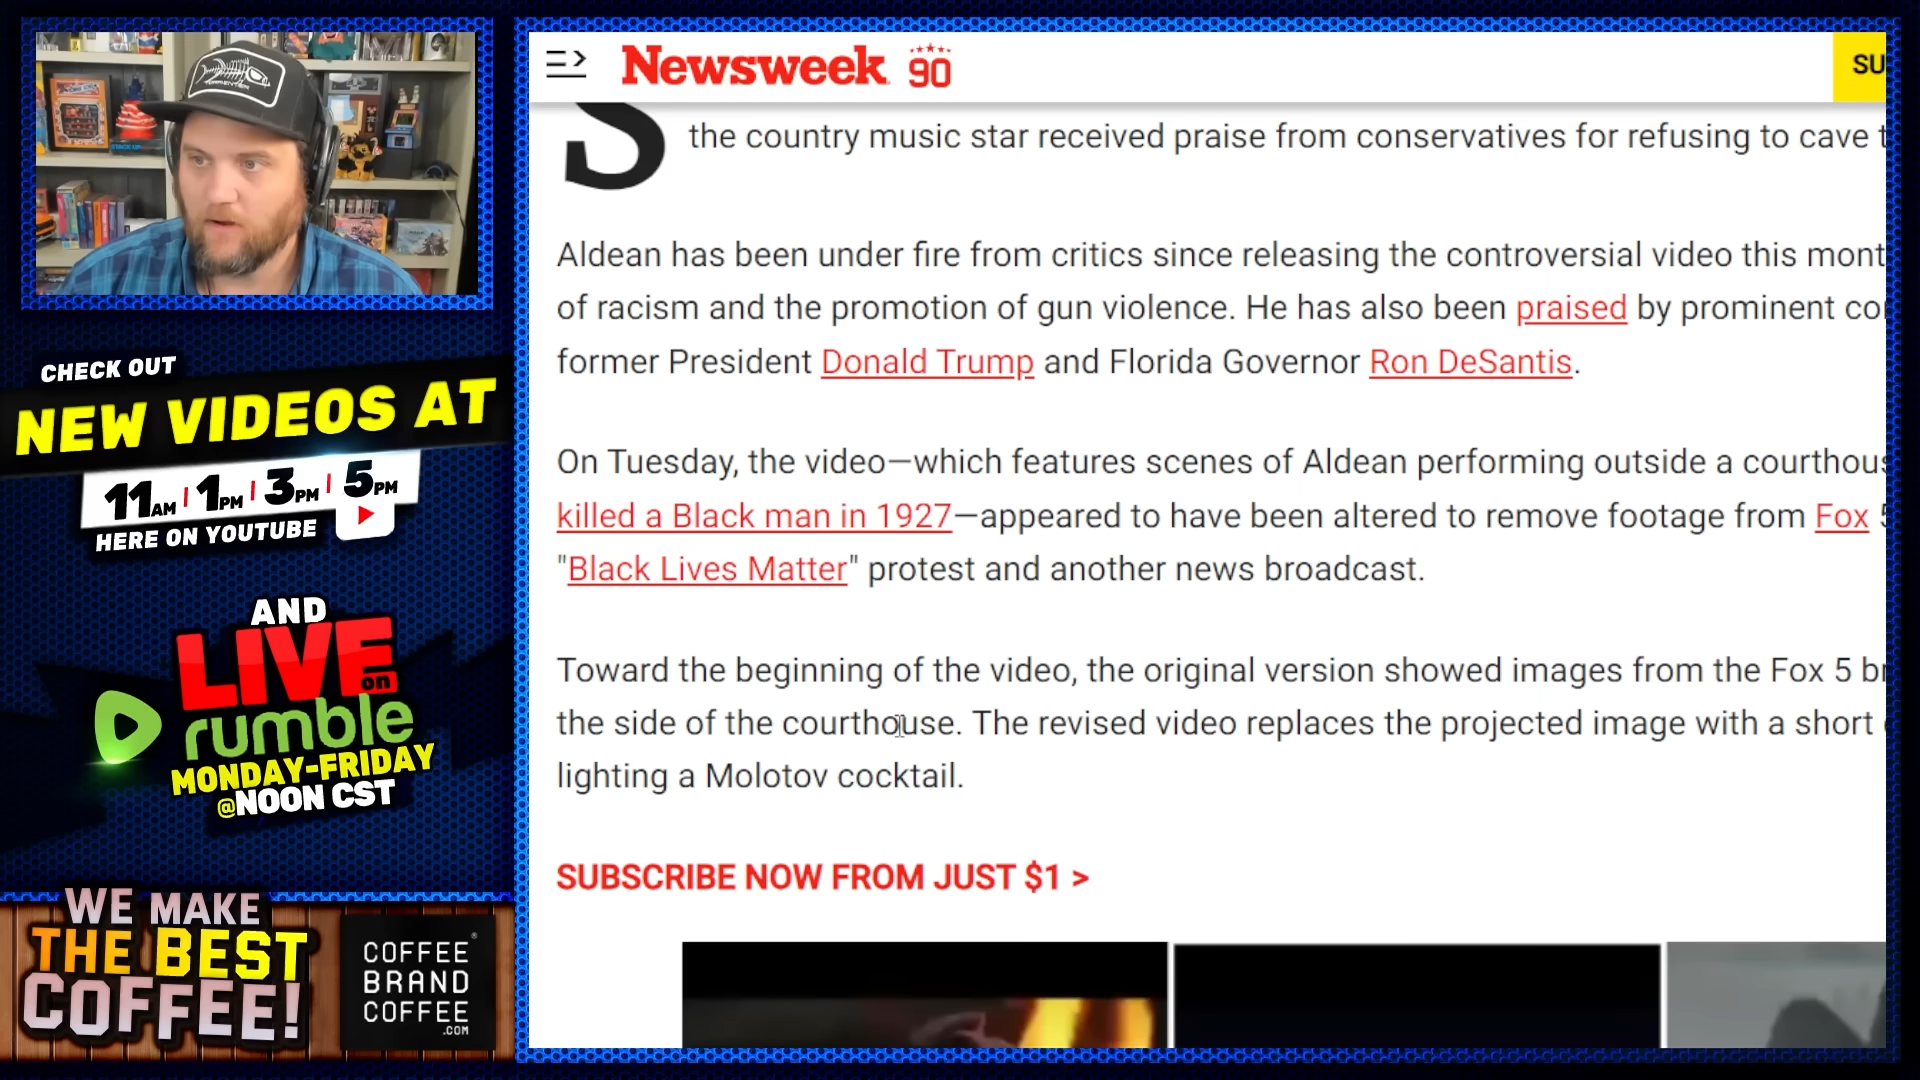 CHECK OUT
NEW VIDEOS AT
11AM | 1PM | 3PM | 5PM
HERE ON YOUTUBE
AND
LIVE
on
rumble
MONDAY-FRIDAY
@NOON CST
WE MAKE
THE BEST
COFFEE!
COFFEE
BRAND
COFFEE
.COM
Newsweek 90
SU
S the country music star received praise from conservatives for refusing to cave t
Aldean has been under fire from critics since releasing the controversial video this mont
of racism and the promotion of gun violence. He has also been praised by prominent co
former President Donald Trump and Florida Governor Ron DeSantis.
On Tuesday, the video—which features scenes of Aldean performing outside a courthous
killed a Black man in 1927—appeared to have been altered to remove footage from Fox 5
"Black Lives Matter" protest and another news broadcast.
Toward the beginning of the video, the original version showed images from the Fox 5 br
the side of the courthouse. The revised video replaces the projected image with a short
lighting a Molotov cocktail.
SUBSCRIBE NOW FROM JUST $1 >